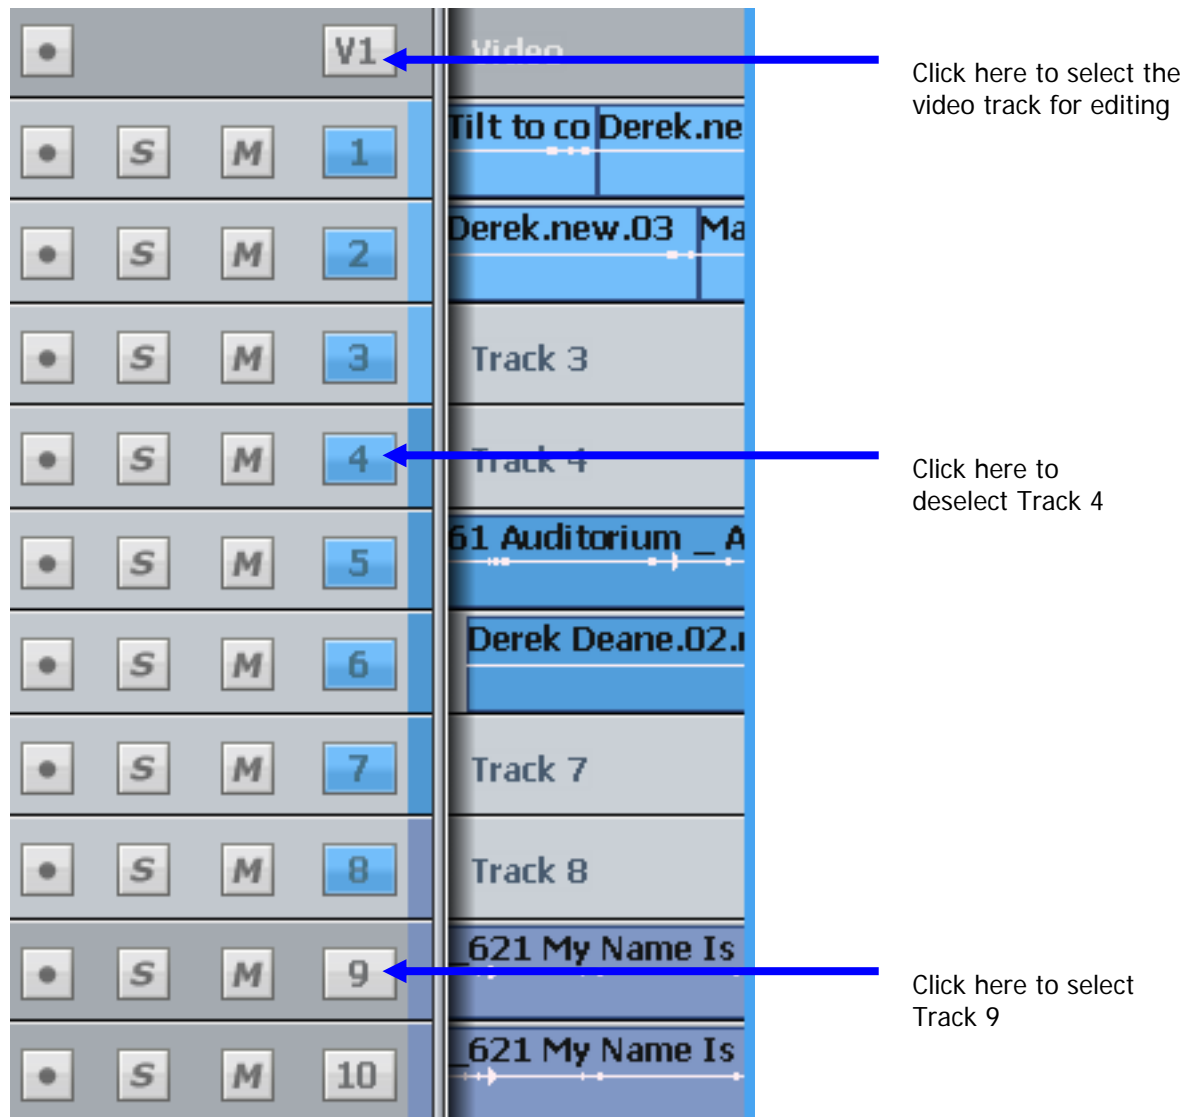 V1 Video
Click here to select the
video track for editing
S M 1 Tilt to co Derek.ne
S M 2 Derek.new.03 Ma
S M 3 Track 3
S M 4 Track 4
Click here to
deselect Track 4
S M 5 61 Auditorium _ A
S M 6 Derek Deane.02.
S M 7 Track 7
S M 8 Track 8
S M 9 _621 My Name Is
Click here to select
Track 9
S M 10 _621 My Name Is